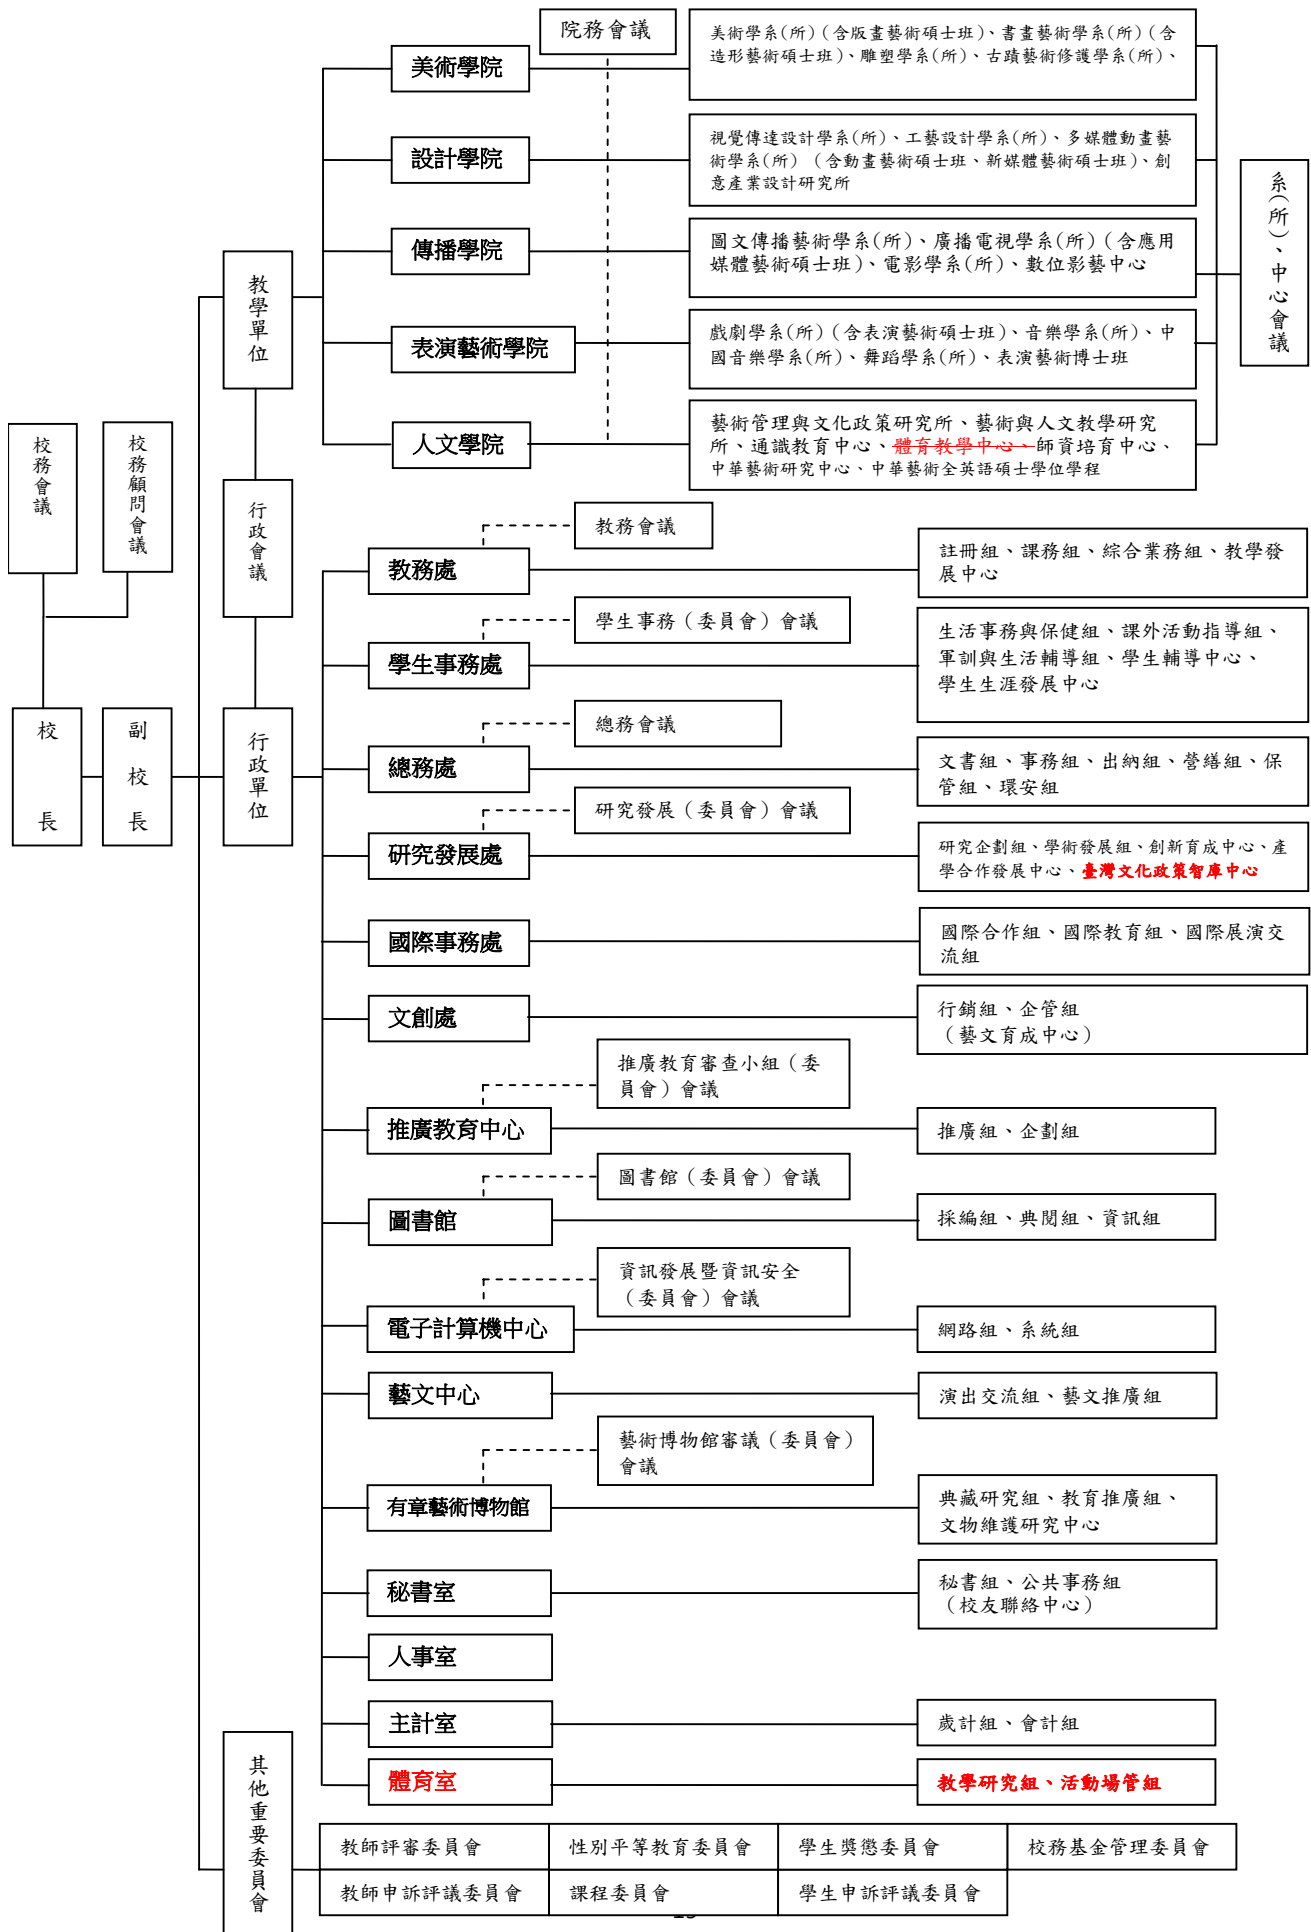 院務會議
美術學院
美術學系(所)(含版畫藝術碩士班)、書畫藝術學系(所)(含
造形藝術碩士班)、雕塑學系(所)、古蹟藝術修護學系(所)、
設計學院
視覺傳達設計學系(所)、工藝設計學系(所)、多媒體動畫藝
術學系(所) (含動畫藝術碩士班、新媒體藝術碩士班)、創
意產業設計研究所
傳播學院
圖文傳播藝術學系(所)、廣播電視學系(所)(含應用
媒體藝術碩士班)、電影學系(所)、數位影藝中心
表演藝術學院
戲劇學系(所)(含表演藝術碩士班)、音樂學系(所)、中
國音樂學系(所)、舞蹈學系(所)、表演藝術博士班
人文學院
藝術管理與文化政策研究所、藝術與人文教學研究
所、通識教育中心、體育教學中心、師資培育中心、
中華藝術研究中心、中華藝術全英語碩士學位學程
系(所)、中心會議
教學單位
校務會議
校務顧問會議
行政會議
校長
副校長
行政單位
教務會議
教務處
註冊組、課務組、綜合業務組、教學發
展中心
學生事務(委員會)會議
學生事務處
生活事務與保健組、課外活動指導組、
軍訓與生活輔導組、學生輔導中心、
學生生涯發展中心
總務會議
總務處
文書組、事務組、出納組、營繕組、保
管組、環安組
研究發展(委員會)會議
研究發展處
研究企劃組、學術發展組、創新育成中心、產
學合作發展中心、臺灣文化政策智庫中心
國際事務處
國際合作組、國際教育組、國際展演交
流組
文創處
行銷組、企管組
(藝文育成中心)
推廣教育審查小組(委
員會)會議
推廣教育中心
推廣組、企劃組
圖書館(委員會)會議
圖書館
採編組、典閱組、資訊組
資訊發展暨資訊安全
(委員會)會議
電子計算機中心
網路組、系統組
藝文中心
演出交流組、藝文推廣組
藝術博物館審議(委員會)
會議
有章藝術博物館
典藏研究組、教育推廣組、
文物維護研究中心
秘書室
秘書組、公共事務組
(校友聯絡中心)
人事室
主計室
歲計組、會計組
體育室
教學研究組、活動場管組
其他重要委員會
教師評審委員會
性別平等教育委員會
學生獎懲委員會
校務基金管理委員會
教師申訴評議委員會
課程委員會
學生申訴評議委員會